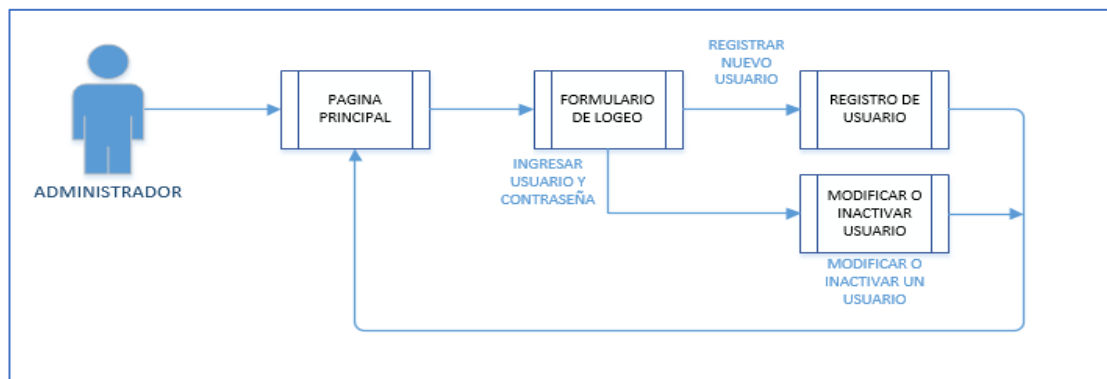 ADMINISTRADOR
PAGINA
PRINCIPAL
FORMULARIO
DE LOGEO
INGRESAR
USUARIO Y
CONTRASEÑA
REGISTRAR
NUEVO
USUARIO
REGISTRO DE
USUARIO
MODIFICAR O
INACTIVAR
USUARIO
MODIFICAR O
INACTIVAR UN
USUARIO